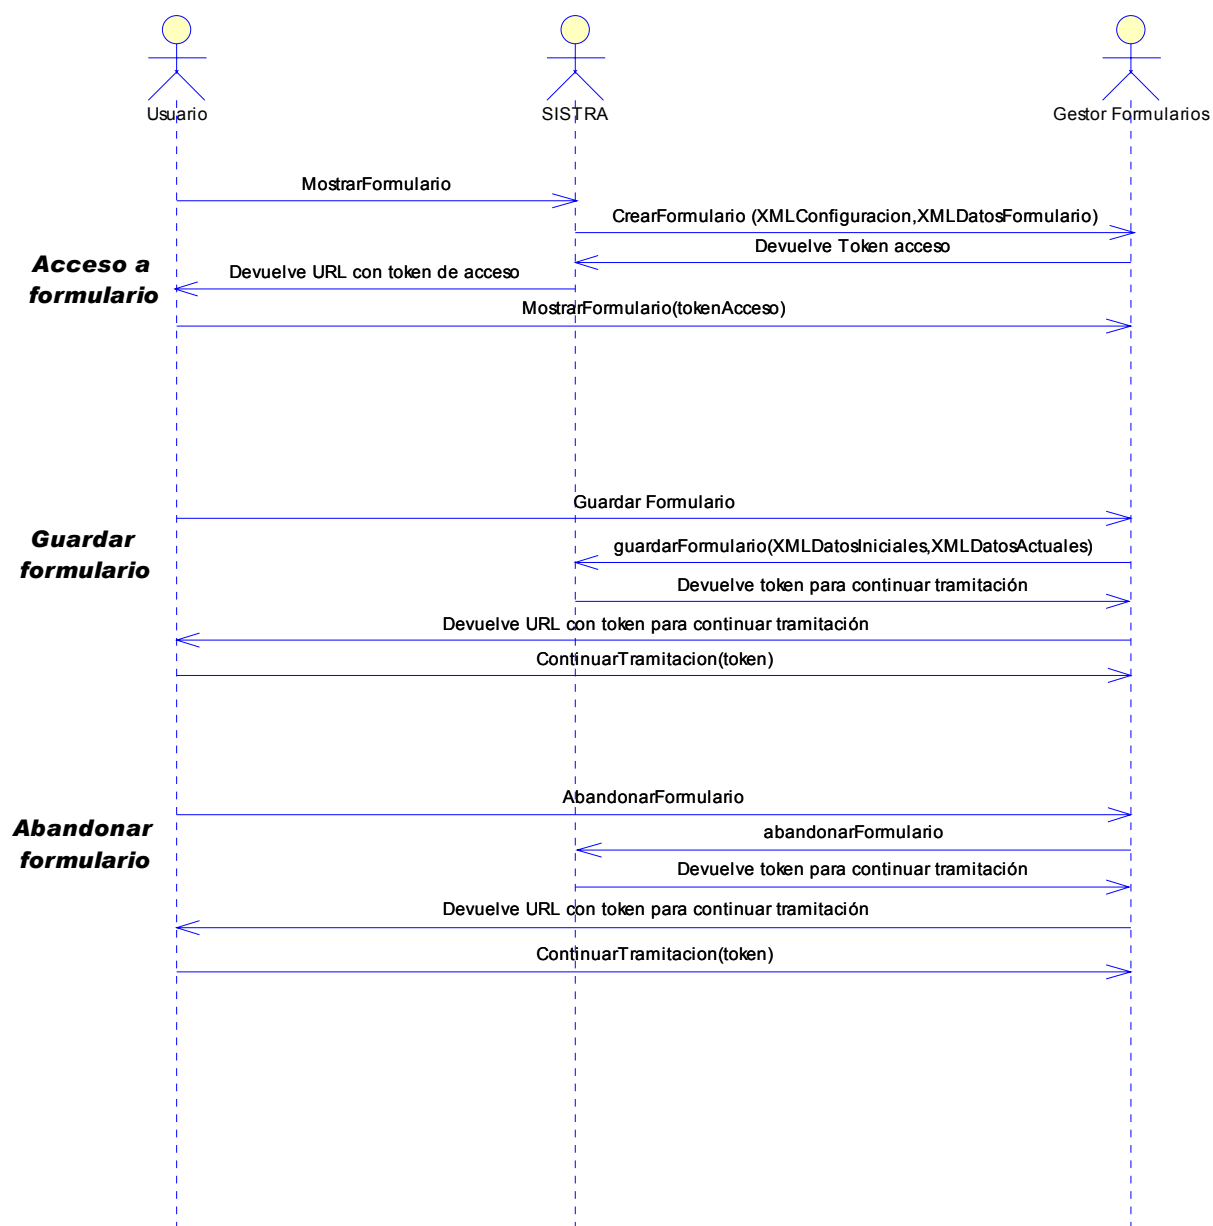 Usuario
SISTRA
Gestor Formularios
MostrarFormulario
CrearFormulario (XMLConfiguracion,XMLDatosFormulario)
Devuelve Token acceso
Acceso a
formulario
Devuelve URL con token de acceso
MostrarFormulario(tokenAcceso)
Guardar Formulario
Guardar
formulario
guardarFormulario(XMLDatosIniciales,XMLDatosActuales)
Devuelve token para continuar tramitación
Devuelve URL con token para continuar tramitación
ContinuarTramitacion(token)
AbandonarFormulario
Abandonar
formulario
abandonarFormulario
Devuelve token para continuar tramitación
Devuelve URL con token para continuar tramitación
ContinuarTramitacion(token)